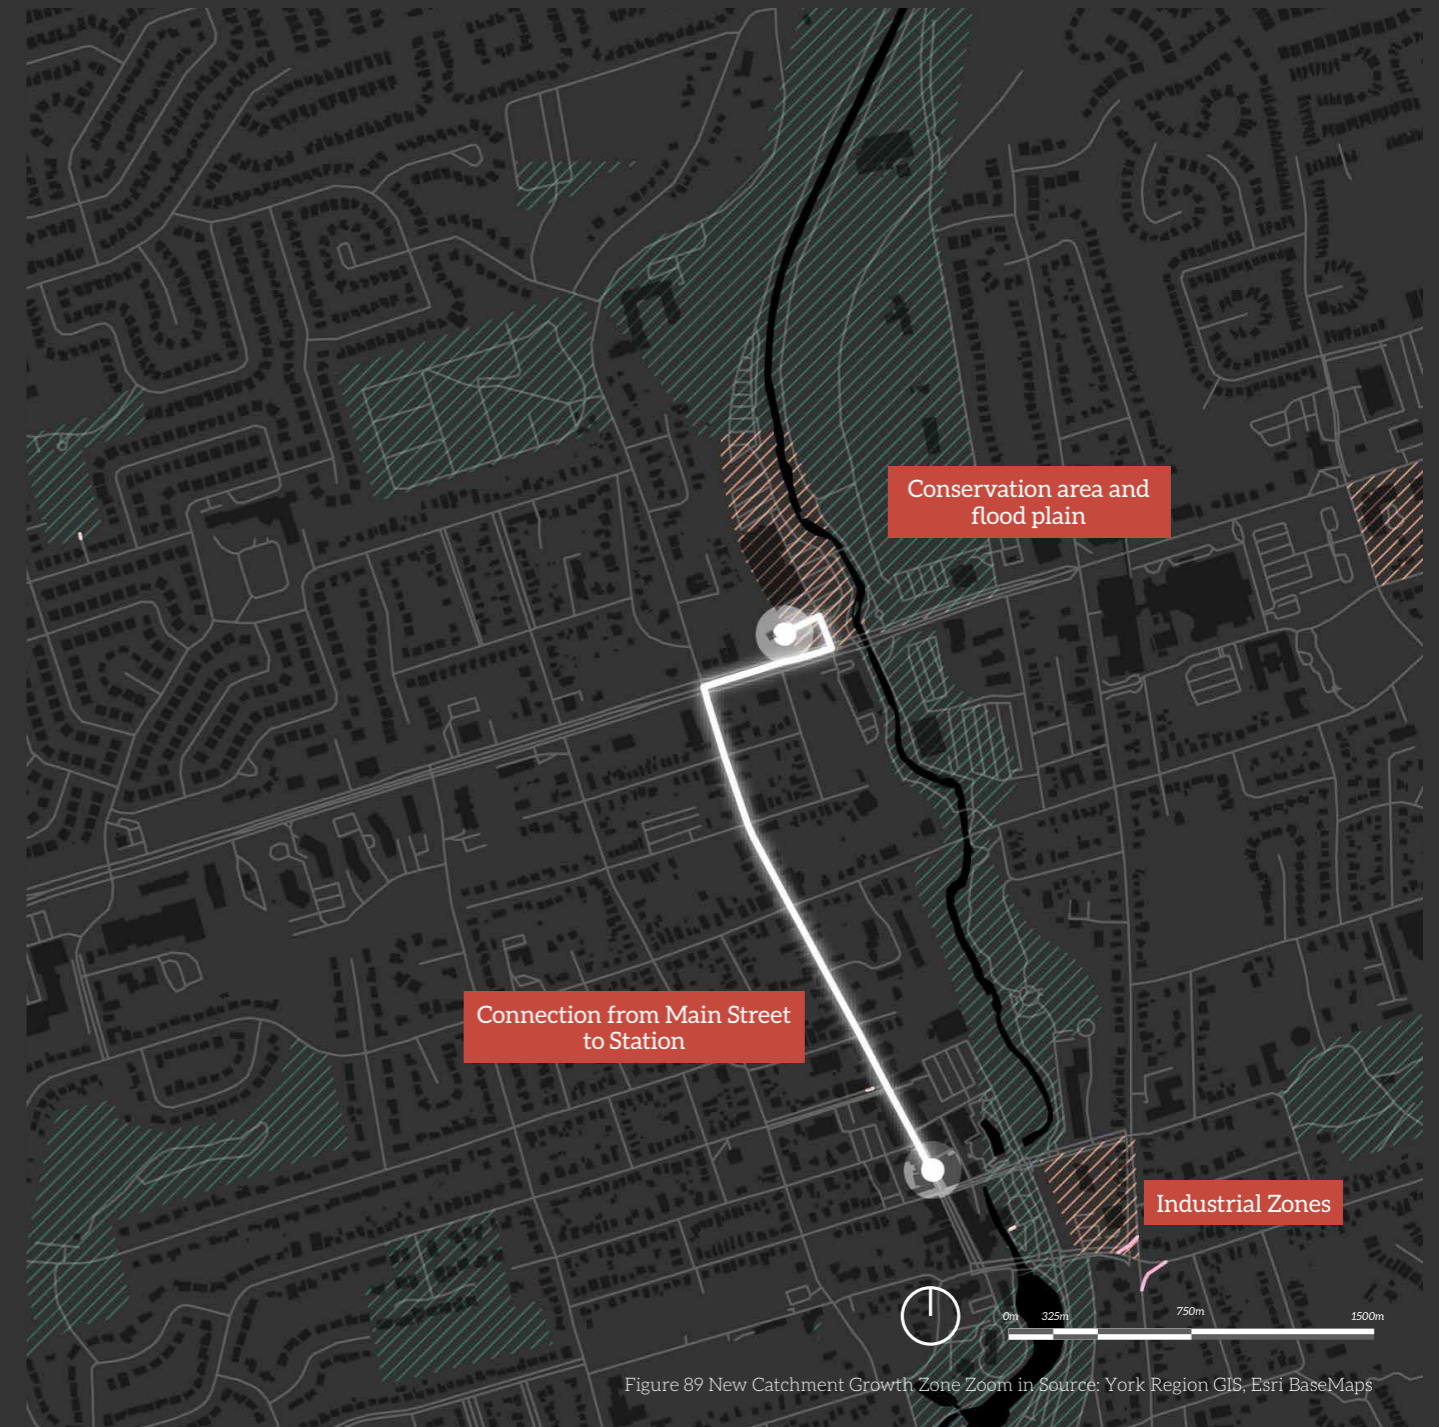 Conservation area and
flood plain
Connection from Main Street
to Station
Industrial Zones
0m 325m 750m 1500m
Figure 89 New Catchment Growth Zone Zoom in Source: York Region GIS, Esri BaseMaps